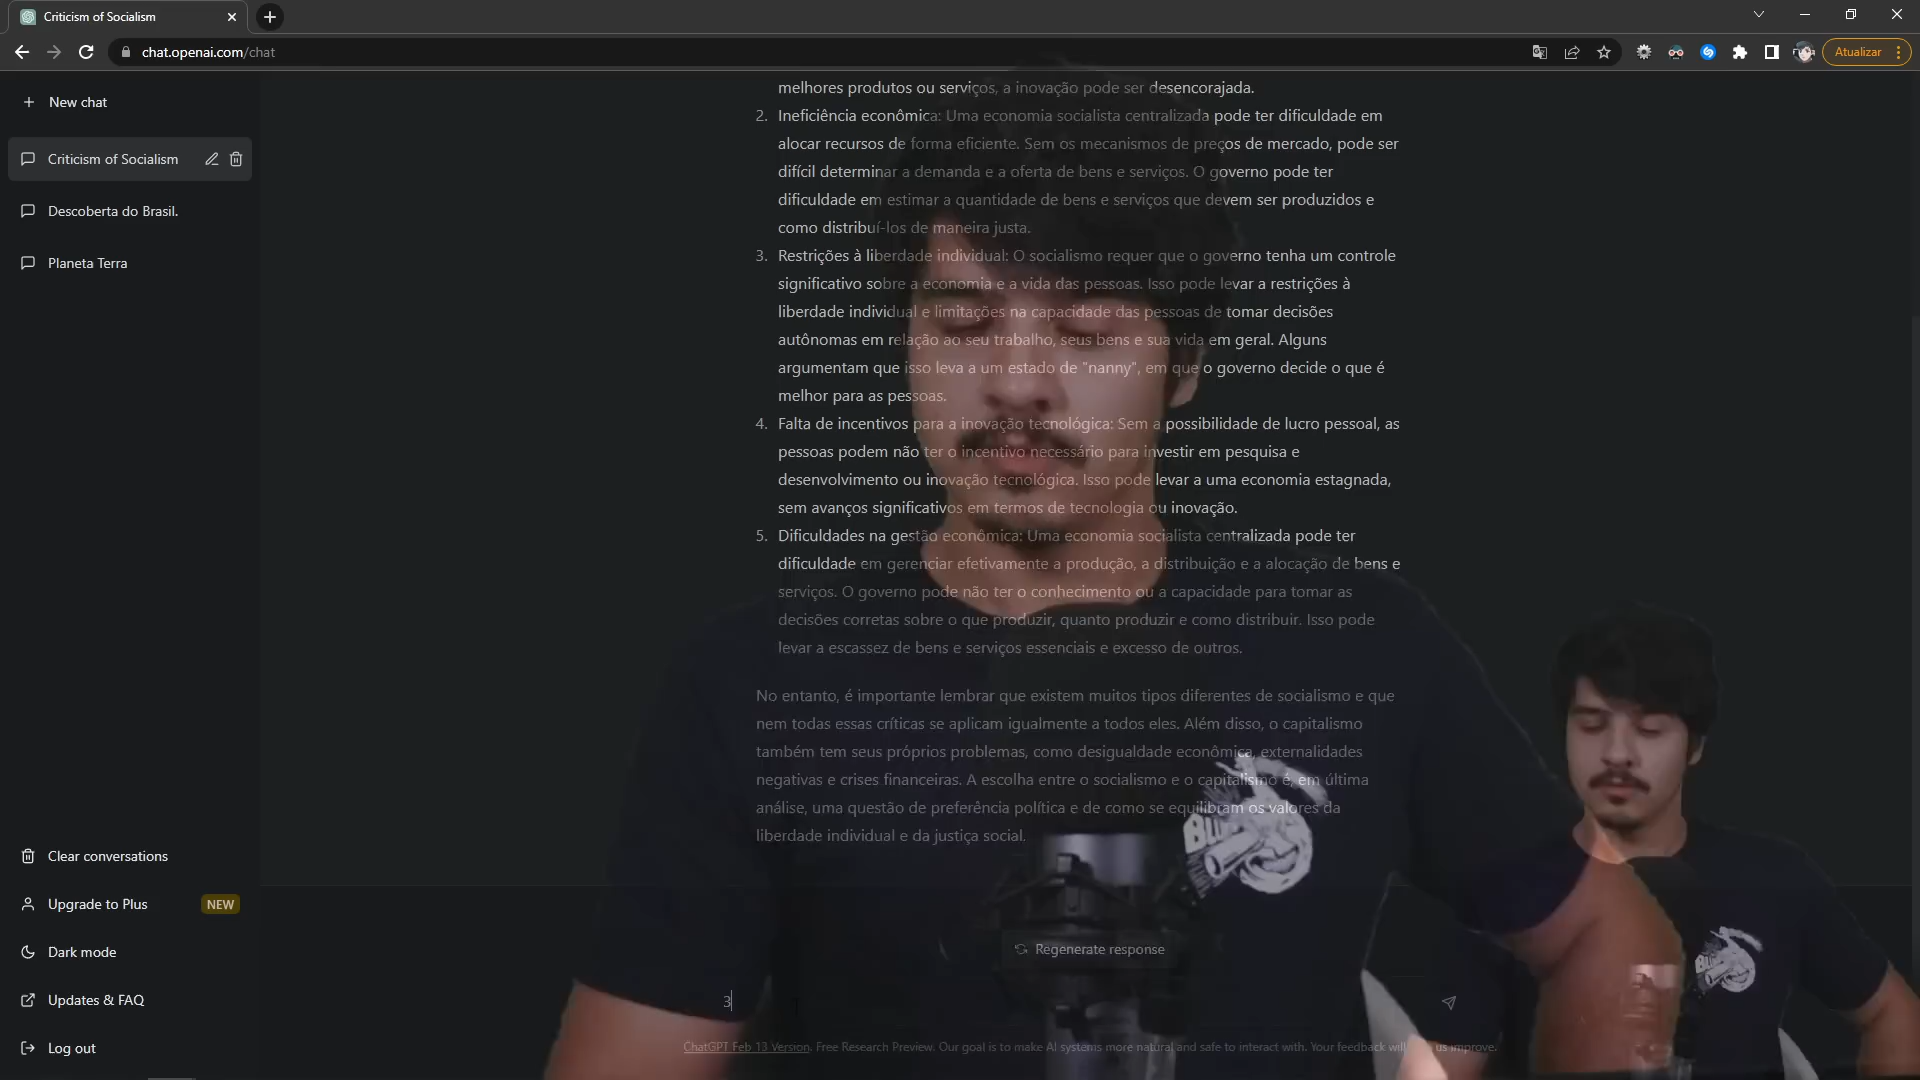 Criticism of Socialism
chat.openai.com/chat
Atualizar
New chat
Criticism of Socialism
Descoberta do Brasil.
Planeta Terra
melhores produtos ou serviços, a inovação pode ser desencorajada.
2. Ineficiência econômica: Uma economia socialista centralizada pode ter dificuldade em
alocar recursos de forma eficiente. Sem os mecanismos de preços de mercado, pode ser
difícil determinar a demanda e a oferta de bens e serviços. O governo pode ter
dificuldade em estimar a quantidade de bens e serviços que devem ser produzidos e
como distribuí-los de maneira justa.
3. Restrições à liberdade individual: O socialismo requer que o governo tenha um controle
significativo sobre a economia e a vida das pessoas. Isso pode levar a restrições à
liberdade individual e limitações na capacidade das pessoas de tomar decisões
autônomas em relação ao seu trabalho, seus bens e sua vida em geral. Alguns
argumentam que isso leva a um estado de "nanny", em que o governo decide o que é
melhor para as pessoas.
4. Falta de incentivos para a inovação tecnológica: Sem a possibilidade de lucro pessoal, as
pessoas podem não ter o incentivo necessário para investir em pesquisa e
desenvolvimento ou inovação tecnológica. Isso pode levar a uma economia estagnada,
sem avanços significativos em termos de tecnologia ou inovação.
5. Dificuldades na gestão econômica: Uma economia socialista centralizada pode ter
dificuldade em gerenciar efetivamente a produção, a distribuição e a alocação de bens e
serviços. O governo pode não ter o conhecimento ou a capacidade para tomar as
decisões corretas sobre o que produzir, quanto produzir e como distribuir. Isso pode
levar a escassez de bens e serviços essenciais e excesso de outros.
No entanto, é importante lembrar que existem muitos tipos diferentes de socialismo e que
nem todas essas críticas se aplicam igualmente a todos eles. Além disso, o capitalismo
também tem seus próprios problemas, como desigualdade econômica, externalidades
negativas e crises financeiras. A escolha entre o socialismo e o capitalismo é, em última
análise, uma questão de preferência política e de como se equilibram os valores da
liberdade individual e da justiça social.
Clear conversations
Upgrade to Plus NEW
Dark mode
Updates & FAQ
Log out
Regenerate response
3
ChatGPT Feb 13 Version. Free Research Preview. Our goal is to make AI systems more natural and safe to interact with. Your feedback will us improve.